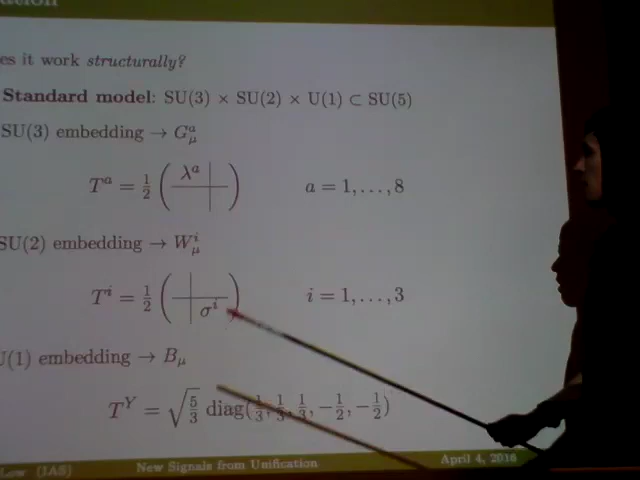 es it work structurally?
Standard model: SU(3) × SU(2) × U(1) ⊂ SU(5)
SU(3) embedding → G^a_μ
T^a = 1/2 ( λ^a ) a = 1, . . . , 8
SU(2) embedding → W^i_μ
T^i = 1/2 ( σ^i ) i = 1, . . . , 3
U(1) embedding → B_μ
T^Y = √(5/3) diag(1/3, 1/3, 1/3, −1/2, −1/2)
(IAS) New Signals from Unification April 4, 2016